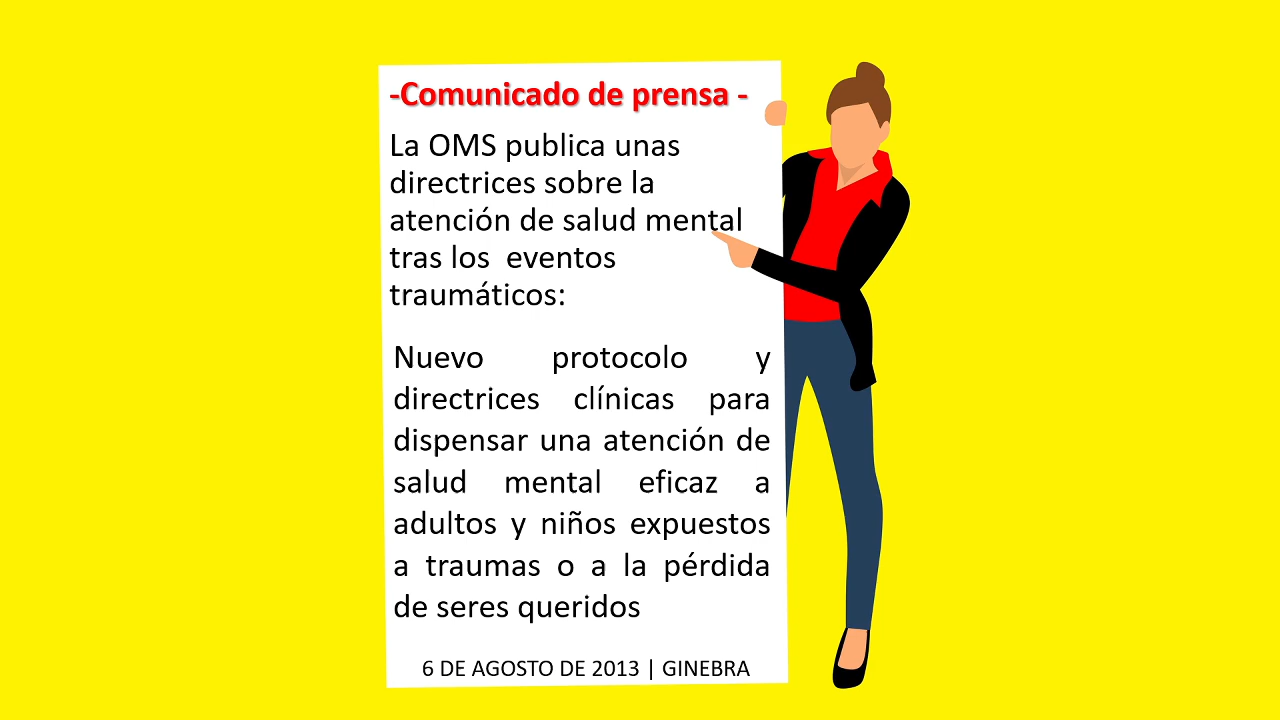 -Comunicado de prensa -
La OMS publica unas
directrices sobre la
atención de salud mental
tras los  eventos
traumáticos:
Nuevo protocolo y
directrices clínicas para
dispensar una atención de
salud mental eficaz a
adultos y niños expuestos
a traumas o a la pérdida
de seres queridos
6 DE AGOSTO DE 2013 | GINEBRA